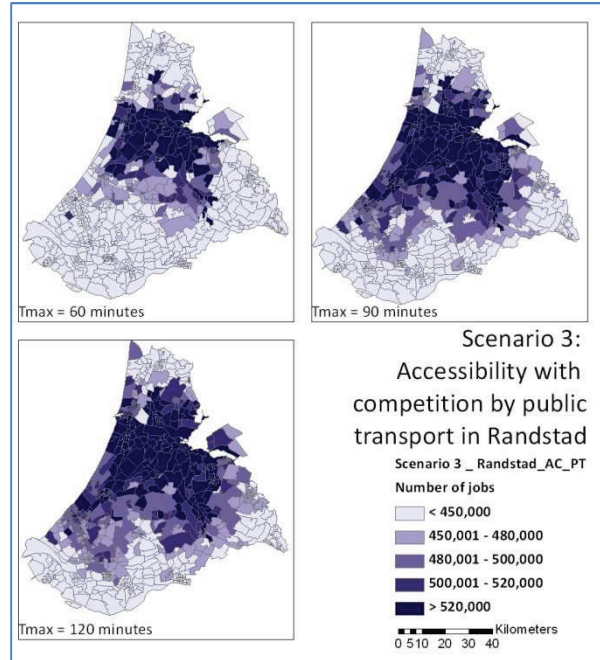 Tmax = 60 minutes
Tmax = 90 minutes
Tmax = 120 minutes
Scenario 3:
Accessibility with
competition by public
transport in Randstad
Scenario 3 _ Randstad_AC_PT
Number of jobs
< 450,000
450,001 - 480,000
480,001 - 500,000
500,001 - 520,000
> 520,000
Kilometers
0 5 10 20 30 40